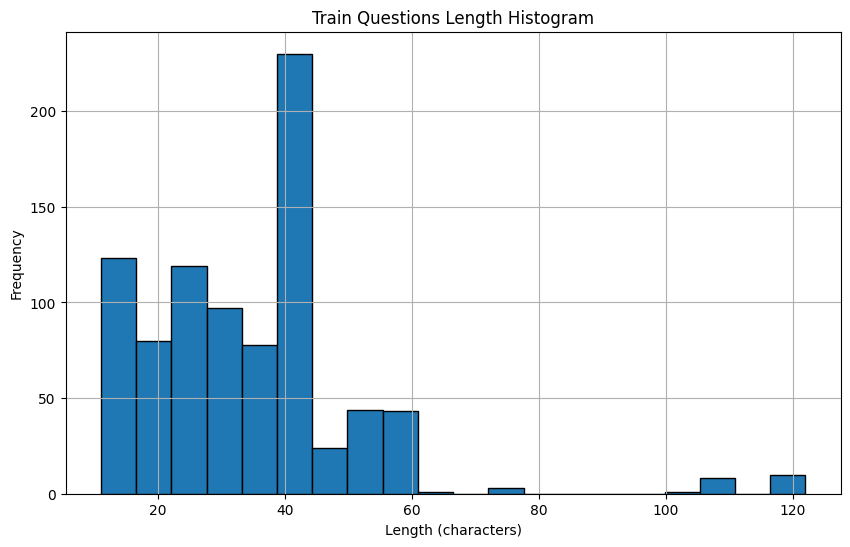 Train Questions Length Histogram
Frequency
200
150
100
50
0
20 40 60 80 100 120
Length (characters)